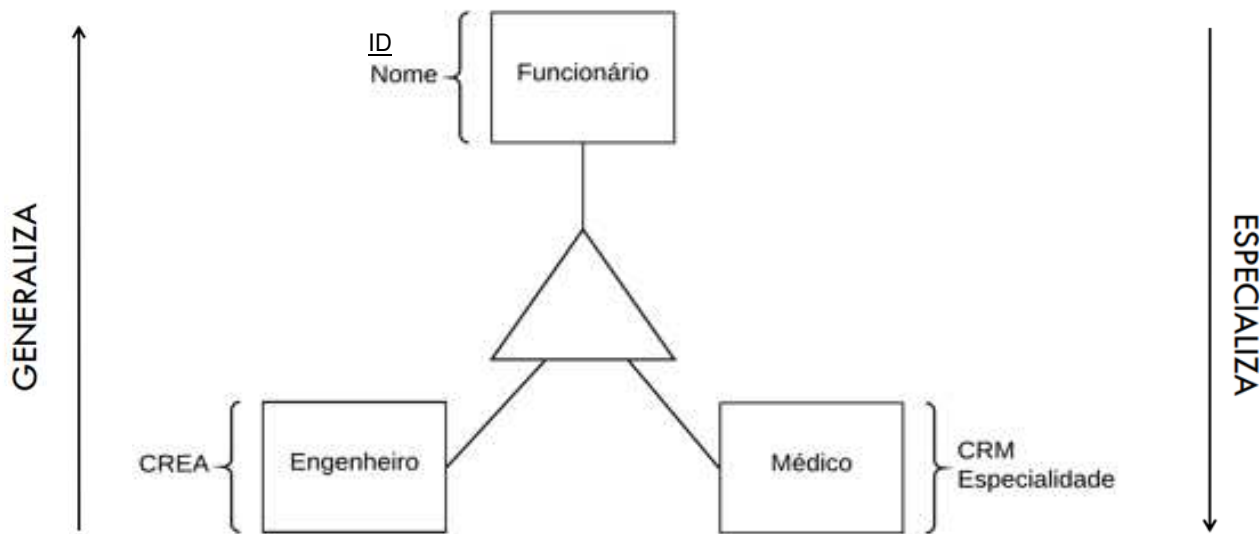 ID
Nome
Funcionário
GENERALIZA
ESPECIALIZA
CREA
Engenheiro
Médico
CRM
Especialidade